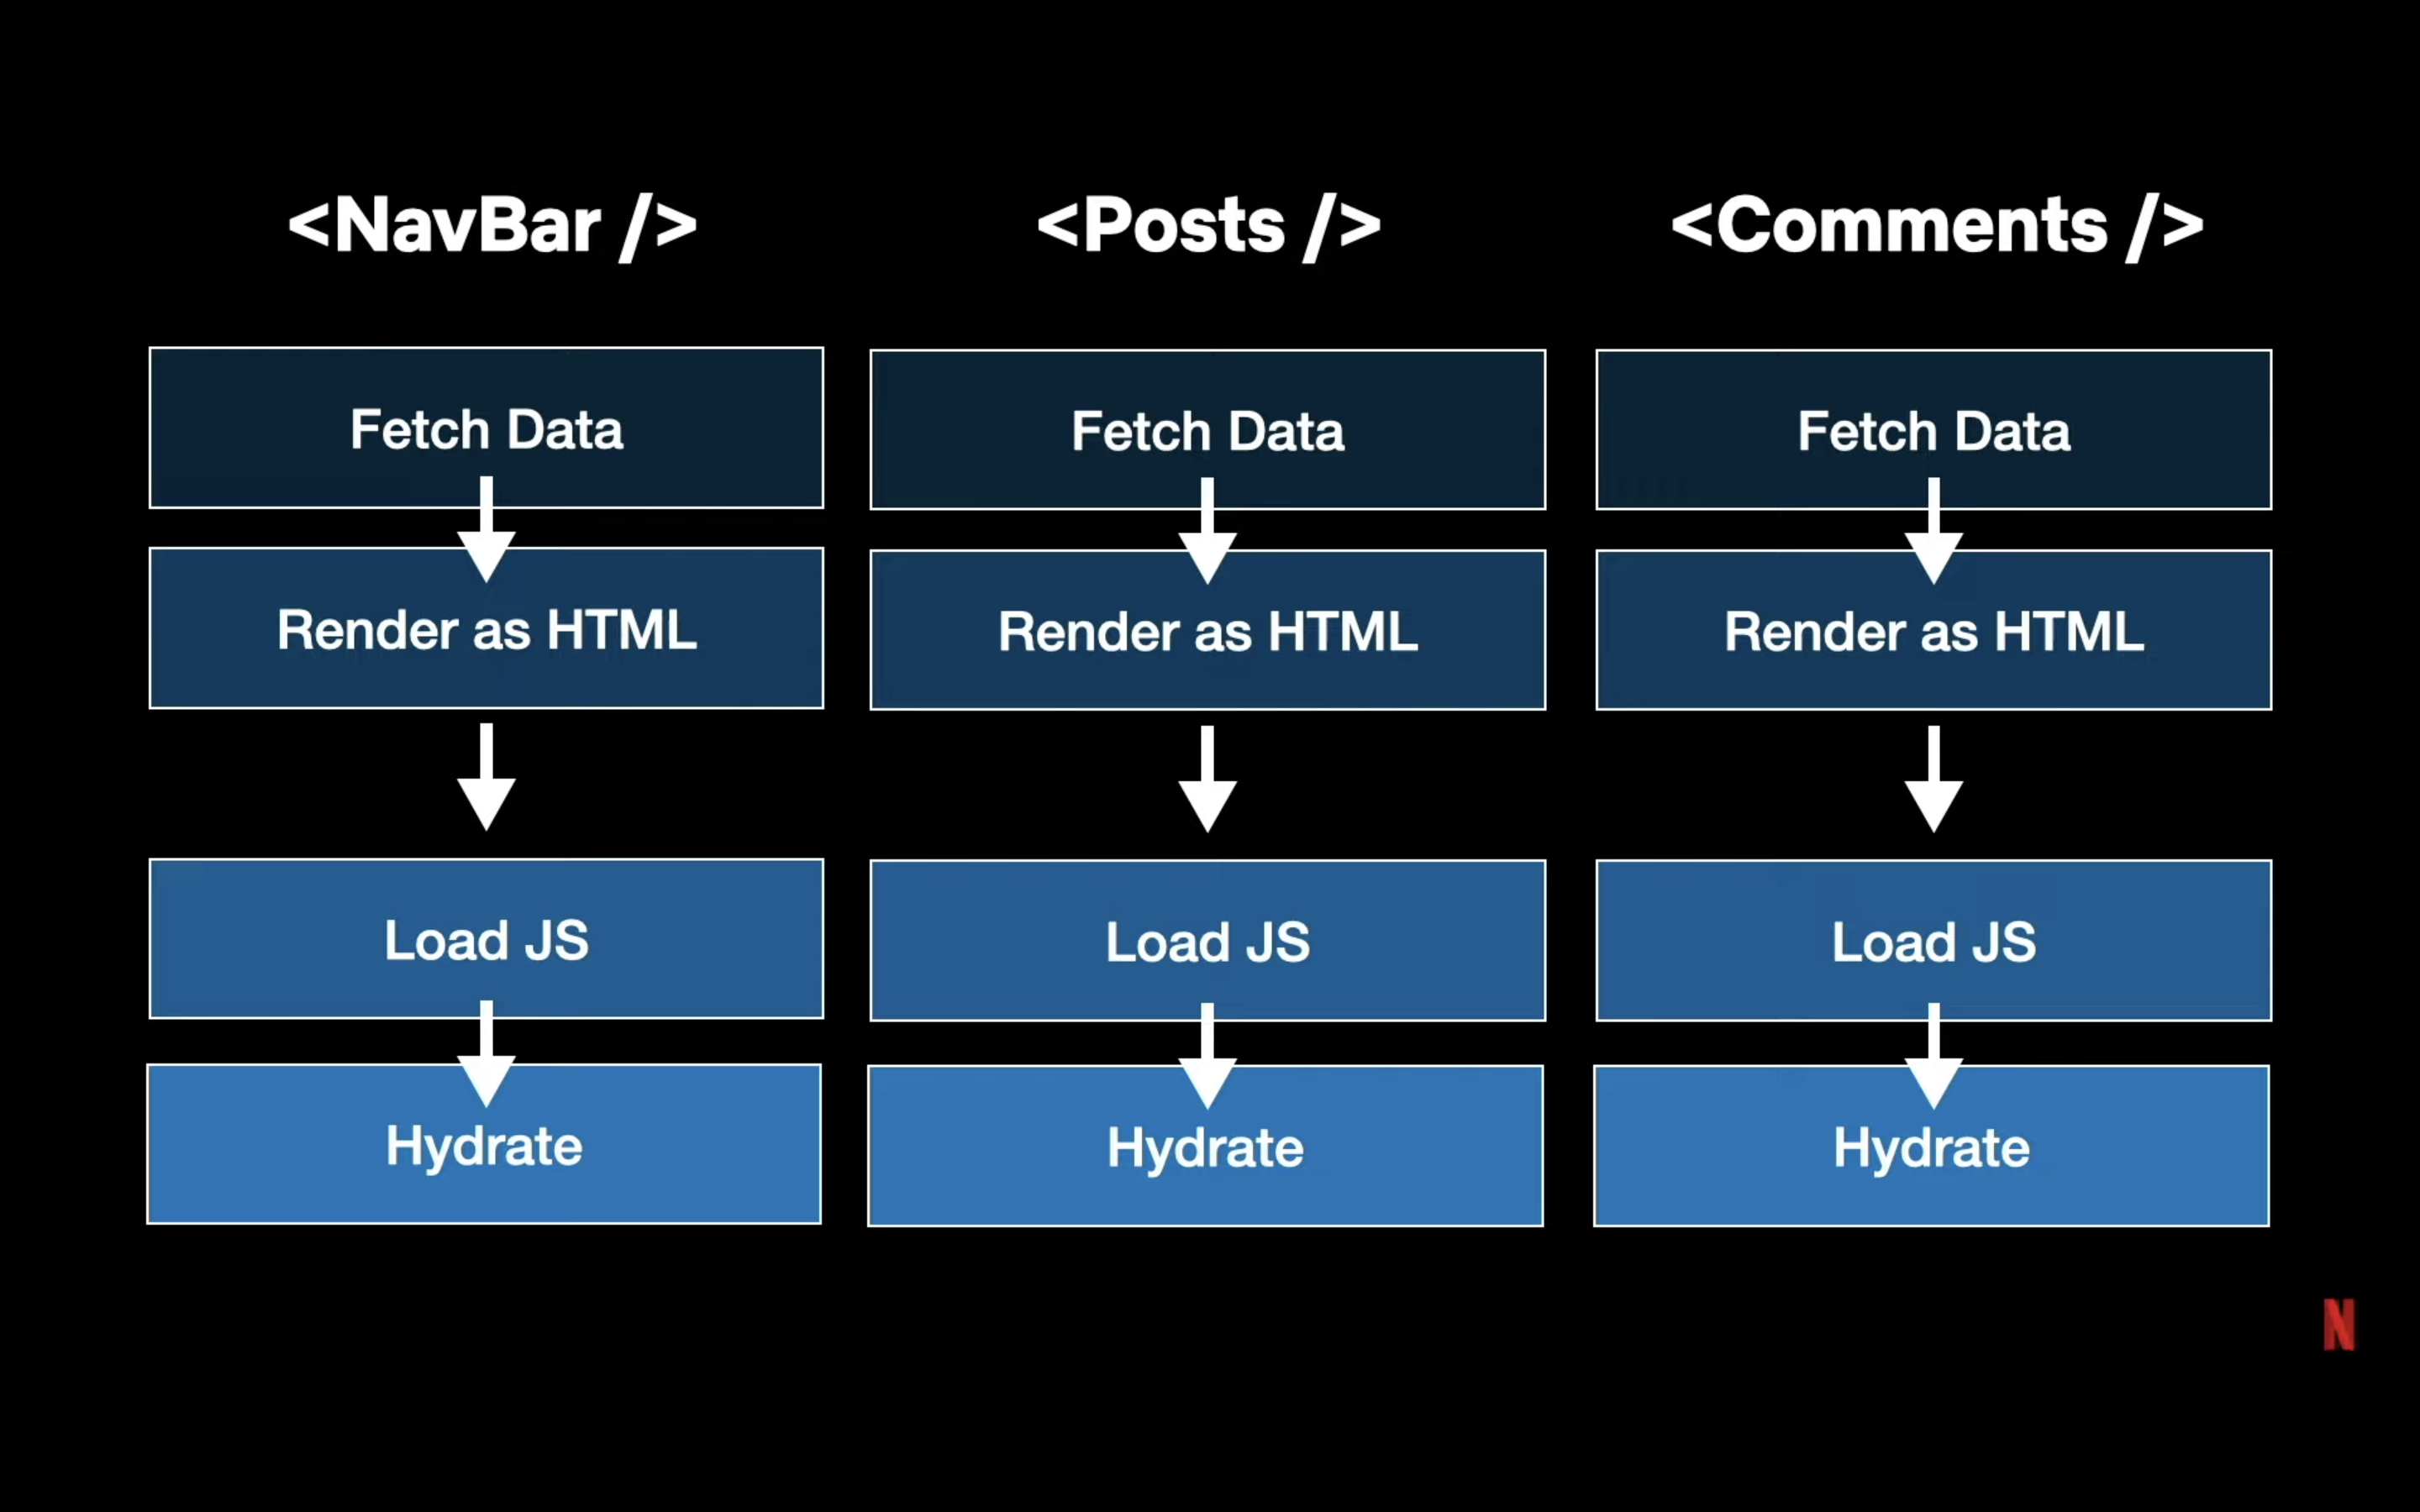 <NavBar />
<Posts />
<Comments />
Fetch Data
Fetch Data
Fetch Data
Render as HTML
Render as HTML
Render as HTML
Load JS
Load JS
Load JS
Hydrate
Hydrate
Hydrate
N